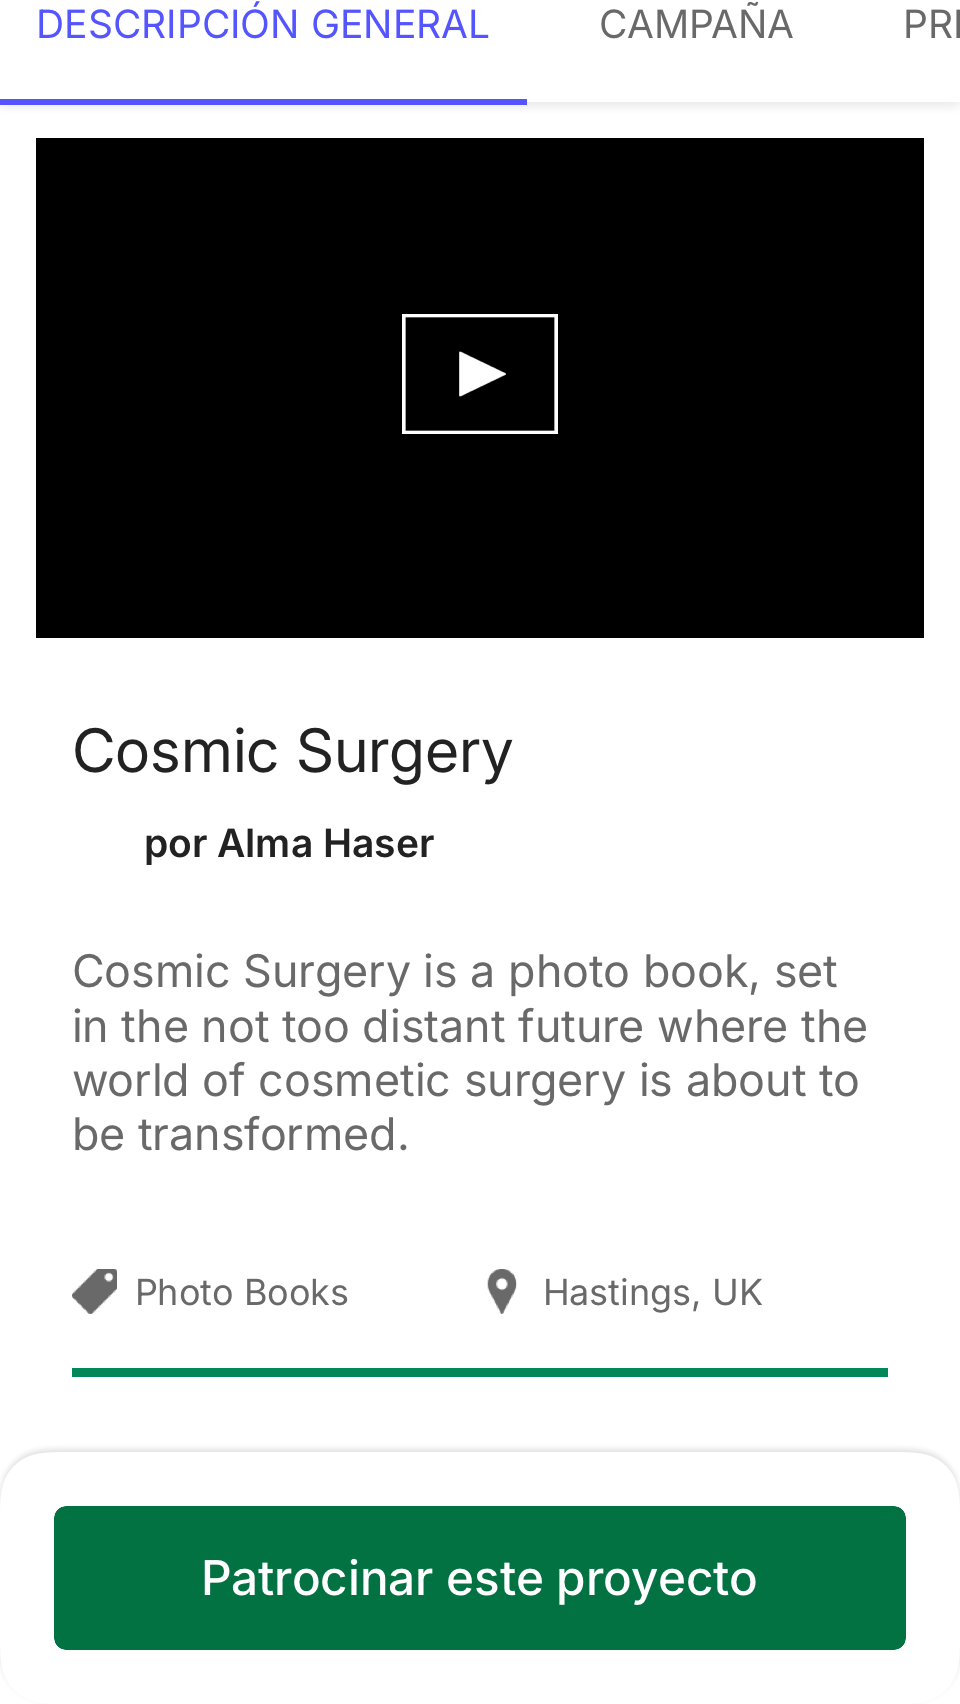 DESCRIPCIÓN GENERAL CAMPAÑA
Cosmic Surgery
por Alma Haser
Cosmic Surgery is a photo book, set
in the not too distant future where the
world of cosmetic surgery is about to
be transformed.
Photo Books Hastings, UK
Patrocinar este proyecto